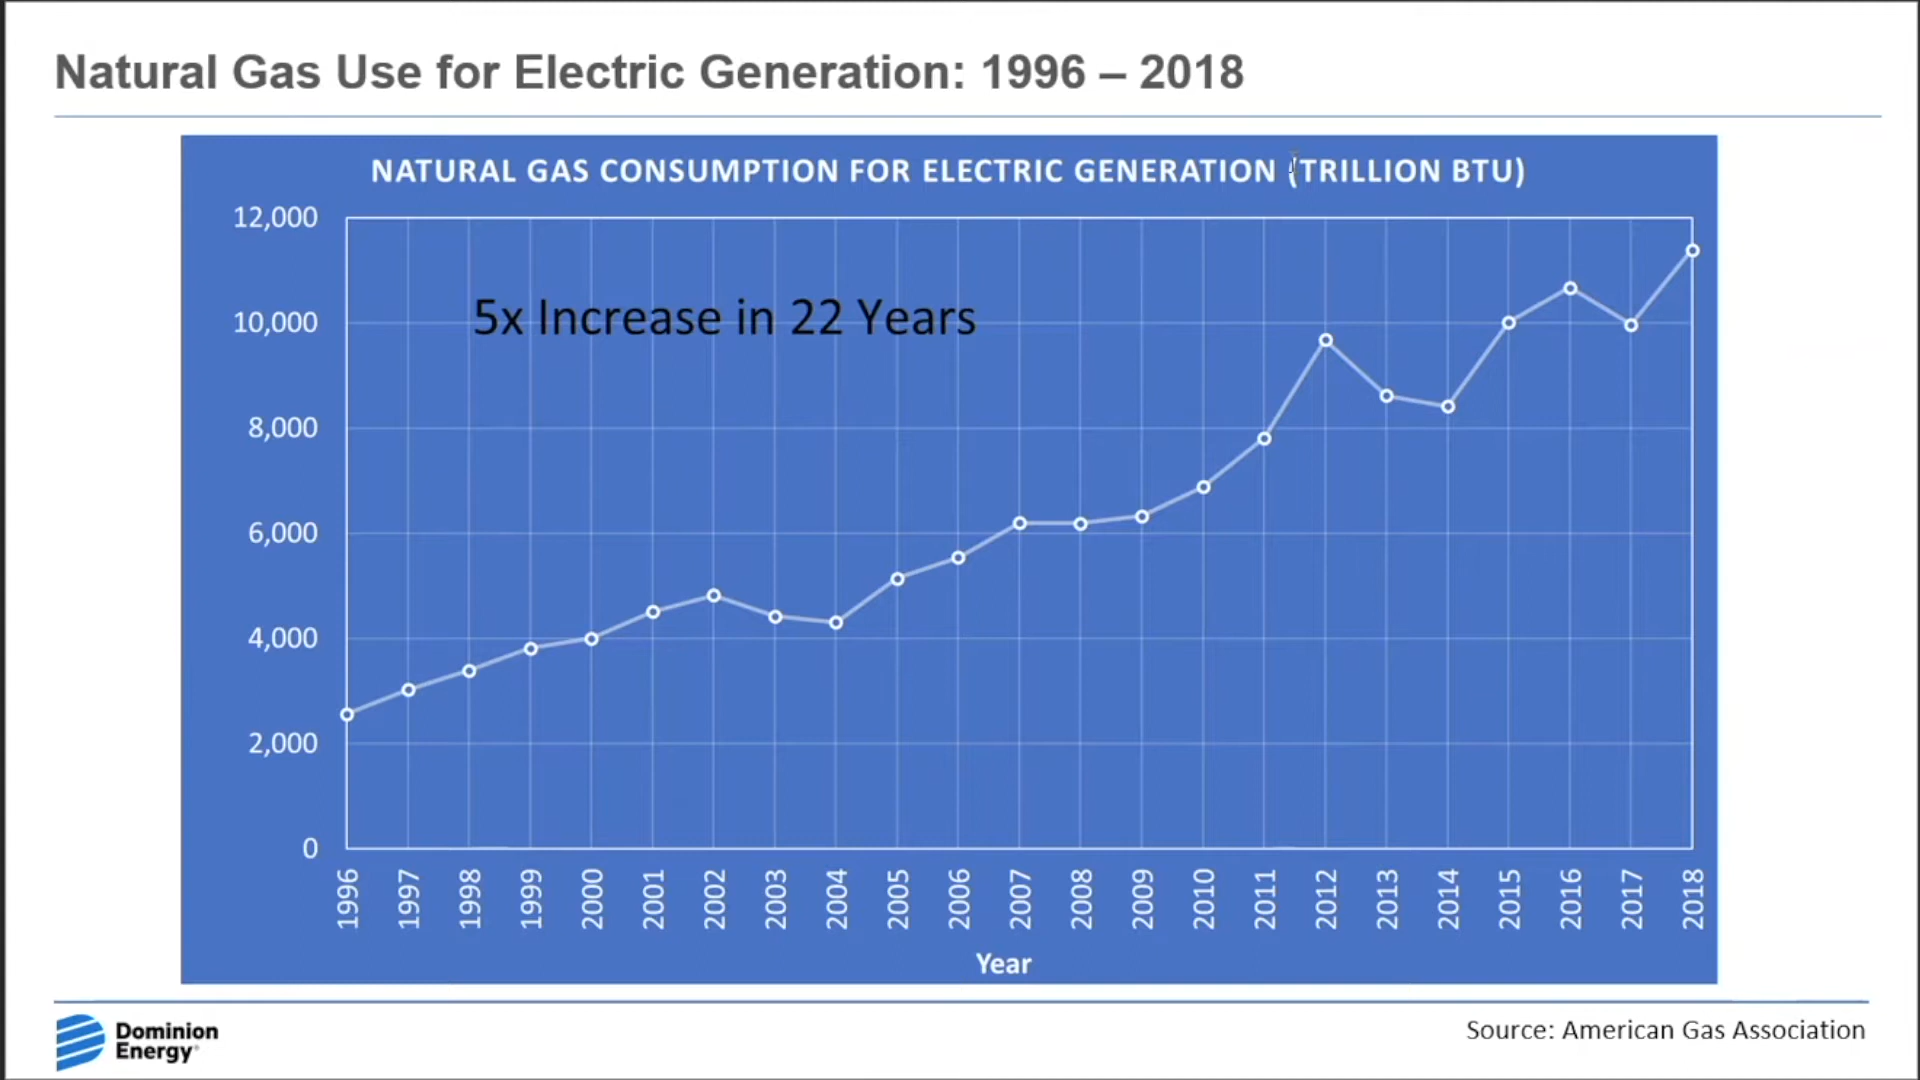 Natural Gas Use for Electric Generation: 1996 – 2018
NATURAL GAS CONSUMPTION FOR ELECTRIC GENERATION (TRILLION BTU)
12,000
10,000
8,000
6,000
4,000
2,000
0
5x Increase in 22 Years
1996 1997 1998 1999 2000 2001 2002 2003 2004 2005 2006 2007 2008 2009 2010 2011 2012 2013 2014 2015 2016 2017 2018
Year
Dominion
Energy®
Source: American Gas Association